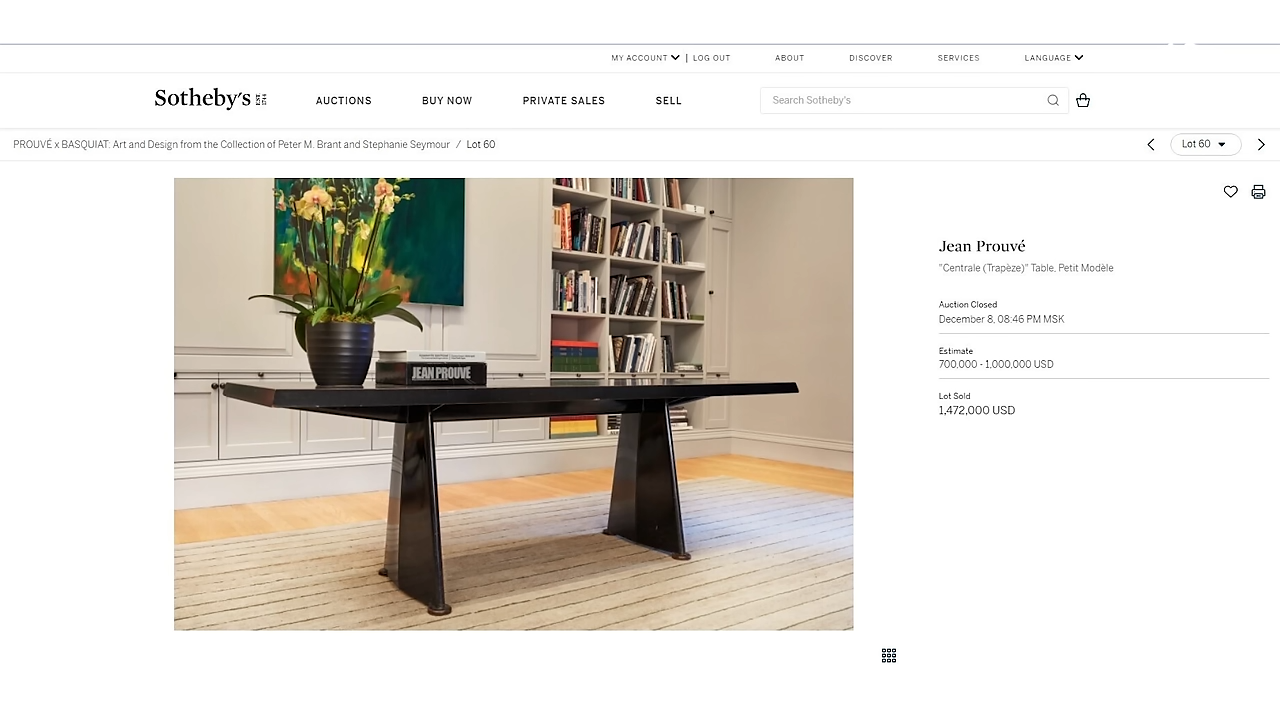 MY ACCOUNT | LOG OUT ABOUT DISCOVER SERVICES LANGUAGE
Sotheby's EST 1744 AUCTIONS BUY NOW PRIVATE SALES SELL Search Sotheby's
PROUVÉ x BASQUIAT: Art and Design from the Collection of Peter M. Brant and Stephanie Seymour / Lot 60 Lot 60
JEAN PROUVÉ
Jean Prouvé
"Centrale (Trapèze)" Table, Petit Modèle
Auction Closed
December 8, 08:46 PM MSK
Estimate
700,000 - 1,000,000 USD
Lot Sold
1,472,000 USD